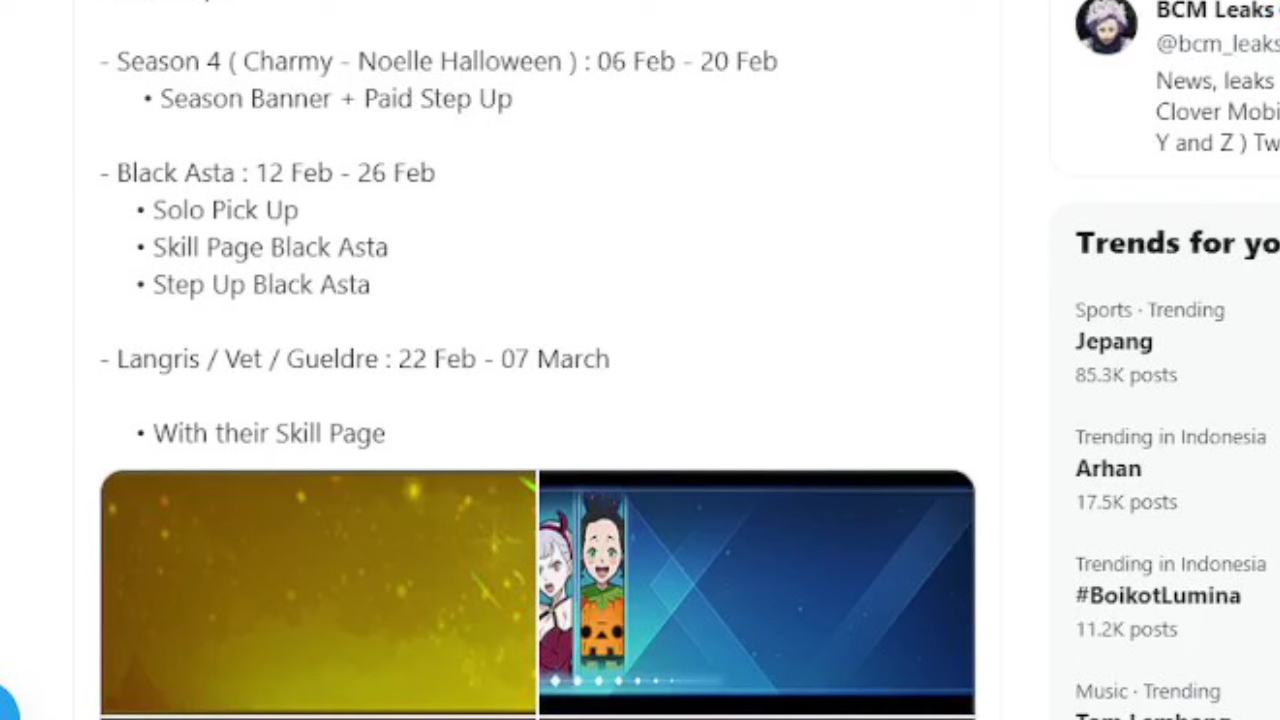 - Season 4 ( Charmy - Noelle Halloween ) : 06 Feb - 20 Feb
• Season Banner + Paid Step Up
- Black Asta : 12 Feb - 26 Feb
• Solo Pick Up
• Skill Page Black Asta
• Step Up Black Asta
- Langris / Vet / Gueldre : 22 Feb - 07 March
• With their Skill Page
BCM Leaks
@bcm_leaks
News, leaks
Clover Mobi
Y and Z ) Tw
Trends for yo
Sports · Trending
Jepang
85.3K posts
Trending in Indonesia
Arhan
17.5K posts
Trending in Indonesia
#BoikotLumina
11.2K posts
Music · Trending